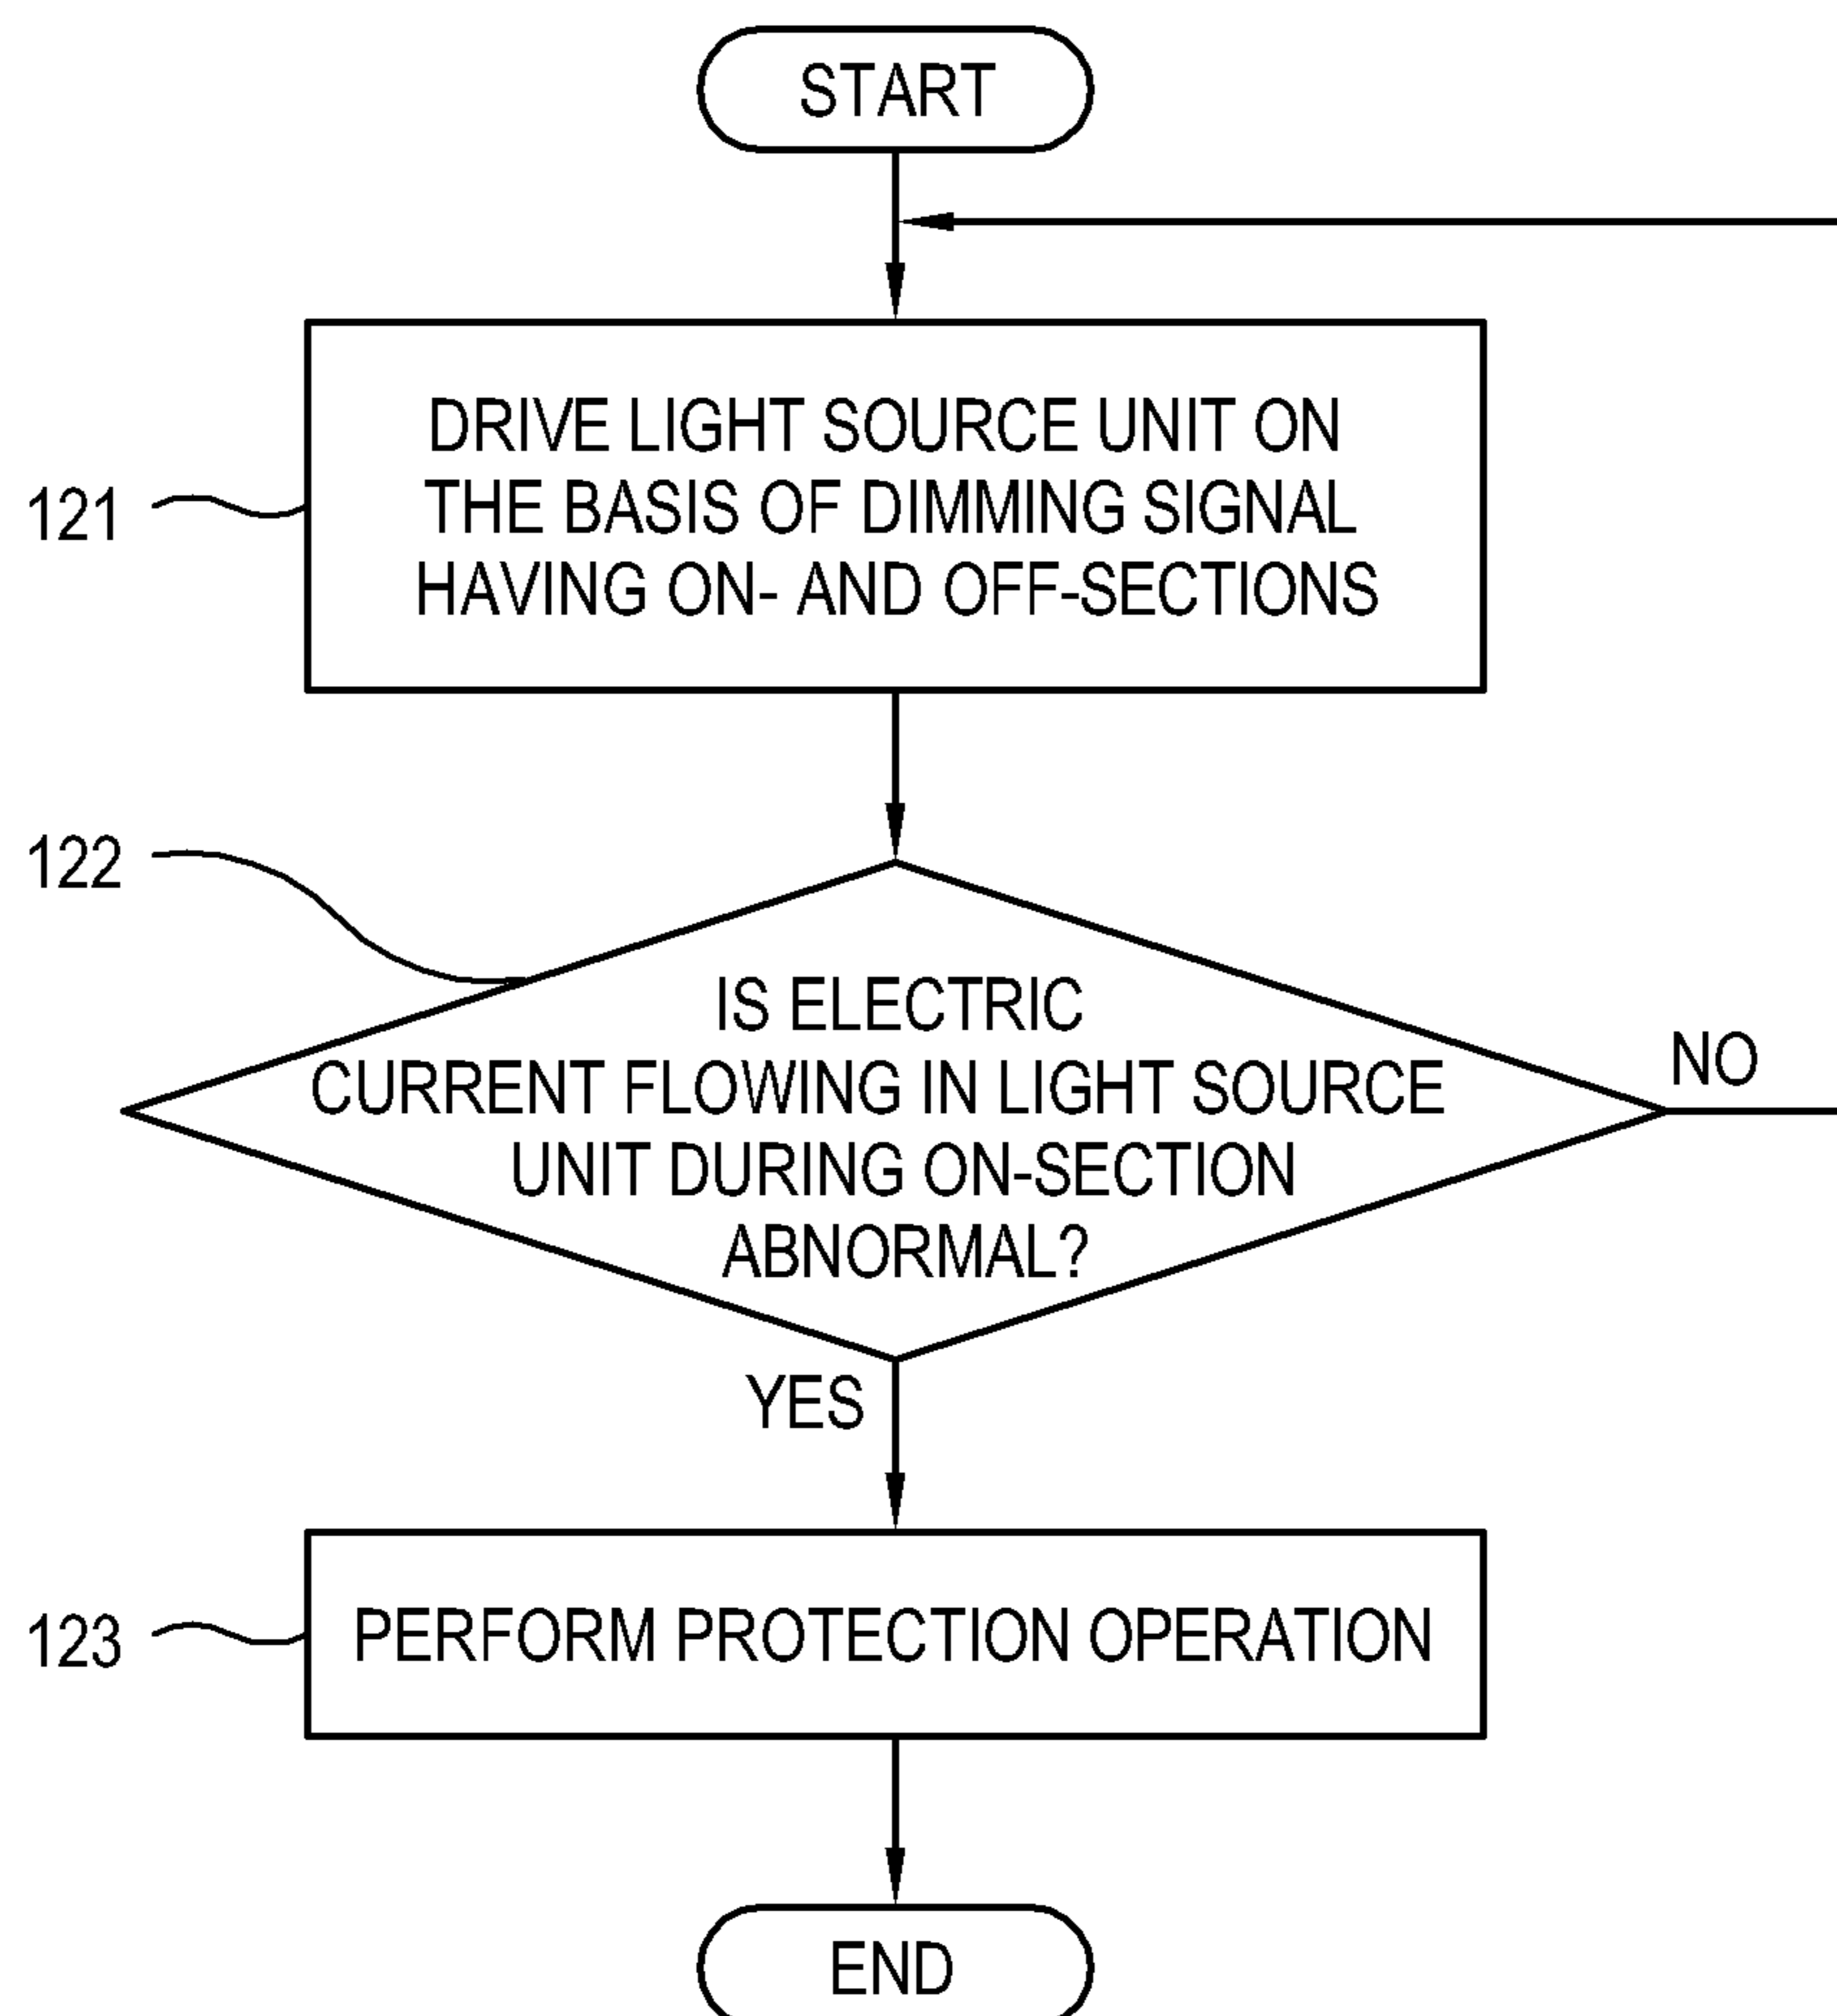 START
DRIVE LIGHT SOURCE UNIT ON
THE BASIS OF DIMMING SIGNAL
HAVING ON- AND OFF-SECTIONS
121
122
IS ELECTRIC
CURRENT FLOWING IN LIGHT SOURCE
UNIT DURING ON-SECTION
ABNORMAL?
NO
YES
123
PERFORM PROTECTION OPERATION
END